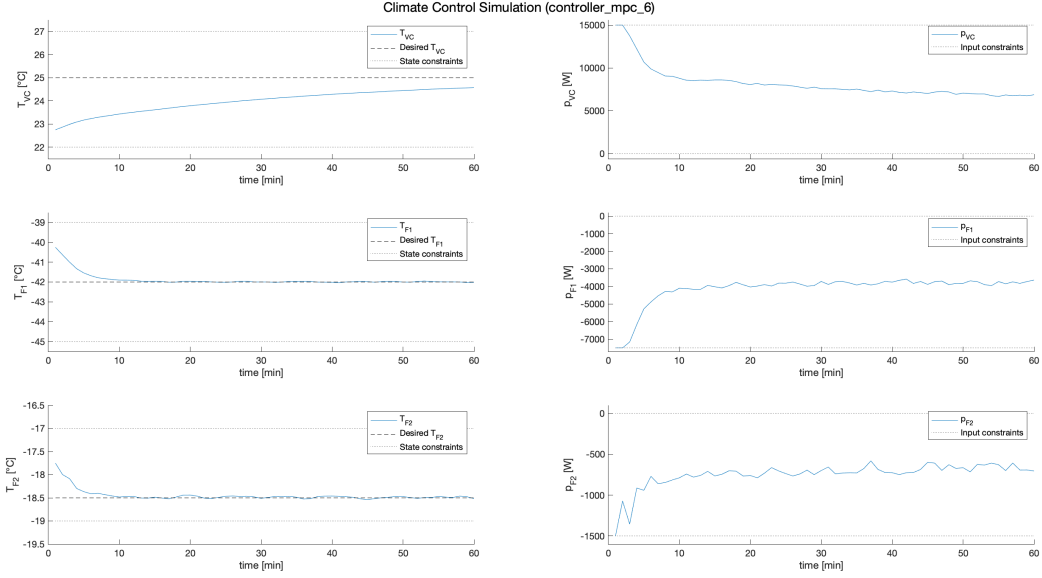 Climate Control Simulation (controller_mpc_6)
27
26
25
24
23
22
T_VC [°C]
T_VC
Desired T_VC
State constraints
0 10 20 30 40 50 60
time [min]
15000
10000
5000
0
p_VC [W]
p_VC
Input constraints
0 10 20 30 40 50 60
time [min]
-39
-40
-41
-42
-43
-44
-45
T_F1 [°C]
T_F1
Desired T_F1
State constraints
0 10 20 30 40 50 60
time [min]
0
-1000
-2000
-3000
-4000
-5000
-6000
-7000
p_F1 [W]
p_F1
Input constraints
0 10 20 30 40 50 60
time [min]
-16.5
-17
-17.5
-18
-18.5
-19
-19.5
T_F2 [°C]
T_F2
Desired T_F2
State constraints
0 10 20 30 40 50 60
time [min]
0
-500
-1000
-1500
p_F2 [W]
p_F2
Input constraints
0 10 20 30 40 50 60
time [min]